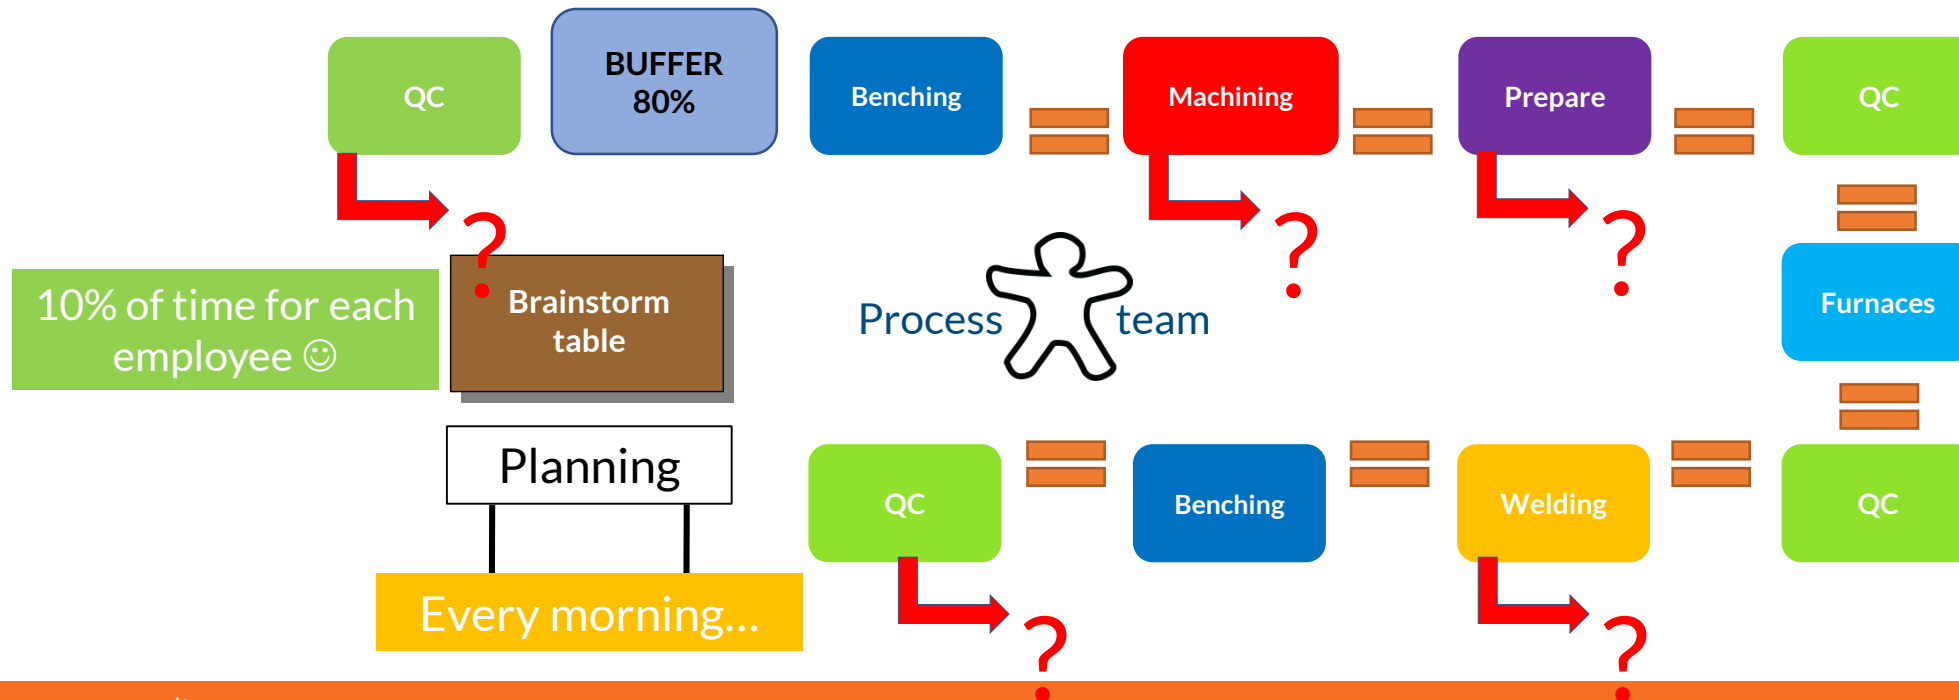 QC
BUFFER
80%
Benching
Machining
Prepare
QC
?
?
?
10% of time for each
employee ☺
Brainstorm
table
Process team
Furnaces
Planning
QC
Benching
Welding
QC
Every morning...
?
?